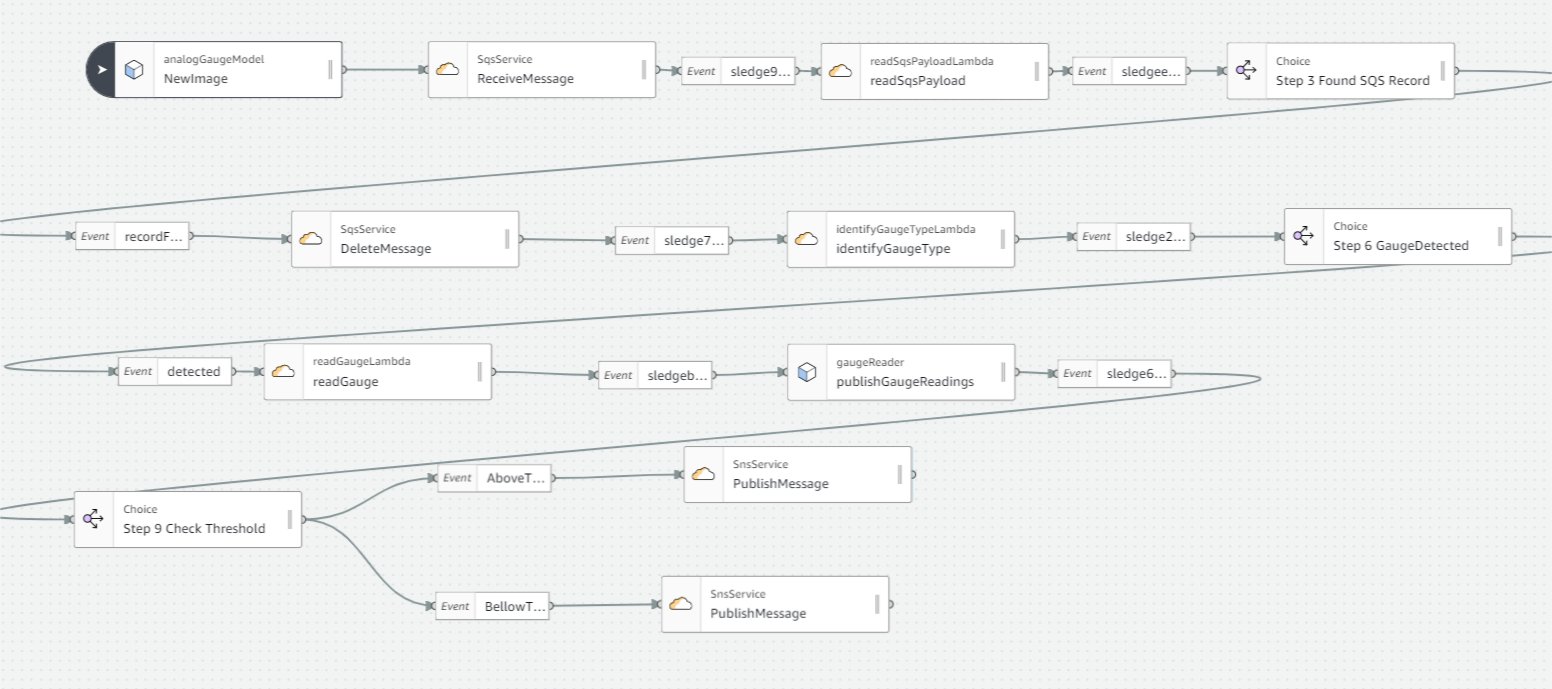 analogGaugeModel
NewImage
SqsService
ReceiveMessage
Event sledge9...
readSqsPayloadLambda
readSqsPayload
Event sledgee...
Choice
Step 3 Found SQS Record
Event recordF...
SqsService
DeleteMessage
Event sledge7...
identifyGaugeTypeLambda
identifyGaugeType
Event sledge2...
Choice
Step 6 GaugeDetected
Event detected
readGaugeLambda
readGauge
Event sledgeb...
gaugeReader
publishGaugeReadings
Event sledge6...
Choice
Step 9 Check Threshold
Event AboveT...
SnsService
PublishMessage
Event BellowT...
SnsService
PublishMessage